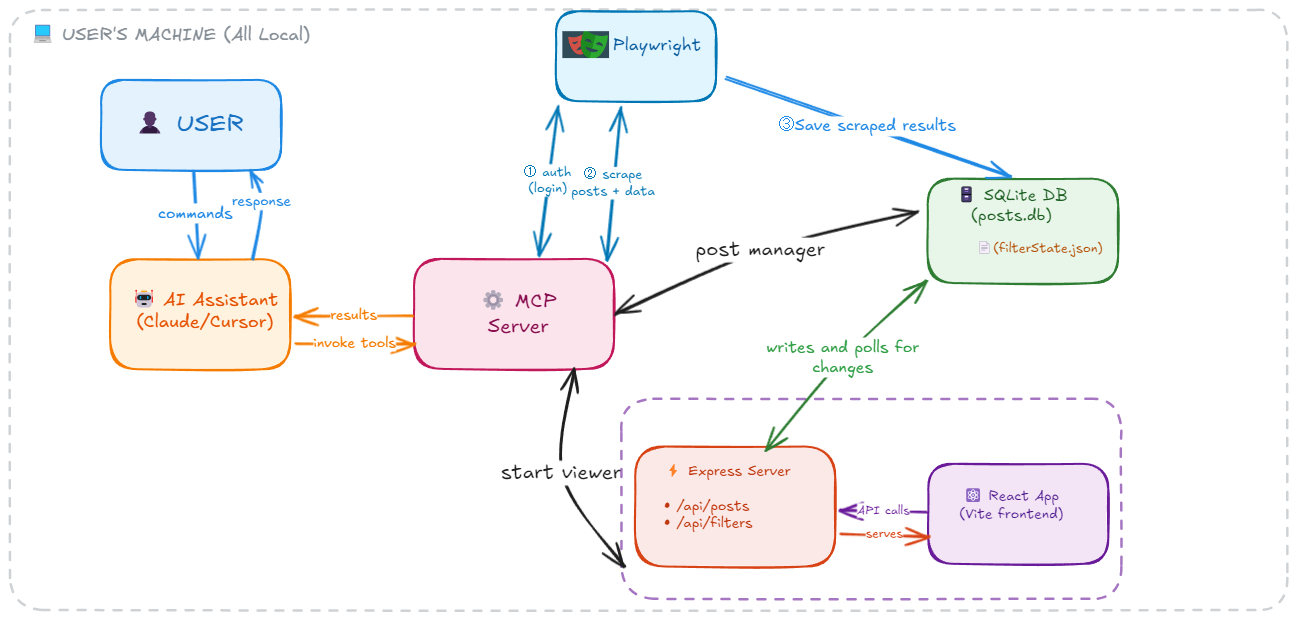 USER'S MACHINE (All Local)
Playwright
USER
③Save scraped results
① auth
(login)
② scrape
posts + data
commands
response
SQLite DB
(posts.db)
(filterState.json)
post manager
AI Assistant
(Claude/Cursor)
results
invoke tools
MCP
Server
writes and polls for
changes
start viewer
Express Server
• /api/posts
• /api/filters
API calls
serves
React App
(Vite frontend)